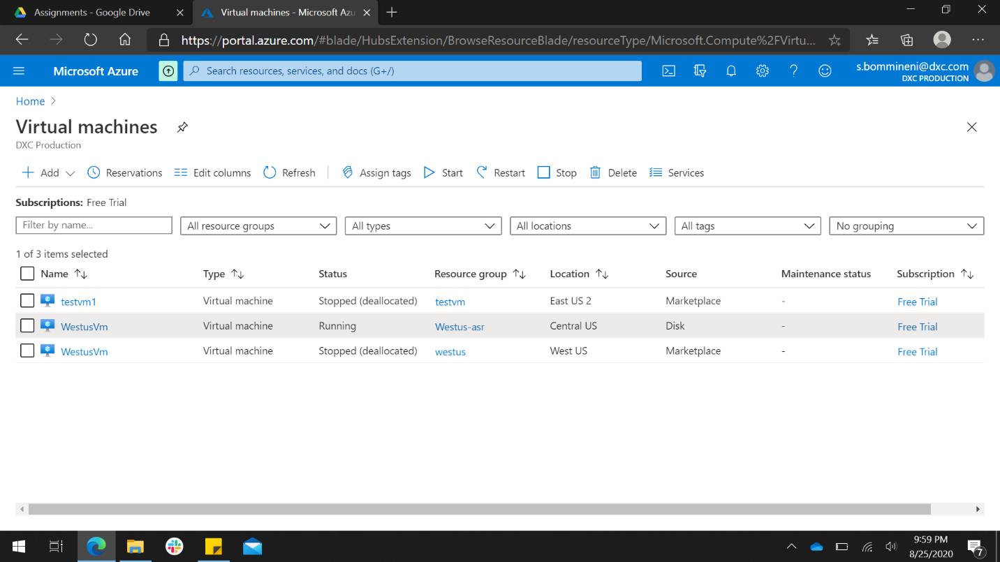 Assignments - Google Drive
Virtual machines - Microsoft Azu
https://portal.azure.com/#blade/HubsExtension/BrowseResourceBlade/resourceType/Microsoft.Compute%2FVirtu...
Microsoft Azure
Search resources, services, and docs (G+/)
s.bommineni@dxc.com
DXC PRODUCTION
Home
Virtual machines
DXC Production
Add Reservations Edit columns Refresh Assign tags Start Restart Stop Delete Services
Subscriptions: Free Trial
Filter by name... All resource groups All types All locations All tags No grouping
1 of 3 items selected
Name Type Status Resource group Location Source Maintenance status Subscription
testvm1 Virtual machine Stopped (deallocated) testvm East US 2 Marketplace - Free Trial
WestusVm Virtual machine Running Westus-asr Central US Disk - Free Trial
WestusVm Virtual machine Stopped (deallocated) westus West US Marketplace - Free Trial
9:59 PM
8/25/2020
7